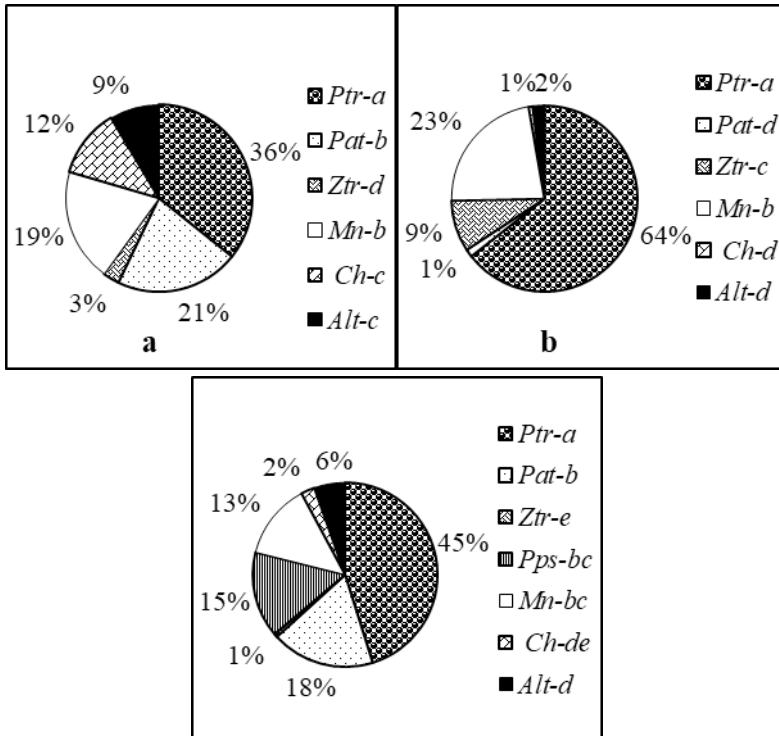 9%
12%
36%
19%
3%
21%
Ptr-a
Pat-b
Ztr-d
Mn-b
Ch-c
Alt-c
a
1%
2%
23%
9%
1%
64%
Ptr-a
Pat-d
Ztr-c
Mn-b
Ch-d
Alt-d
b
2%
6%
13%
45%
15%
1%
18%
Ptr-a
Pat-b
Ztr-e
Pps-bc
Mn-bc
Ch-de
Alt-d